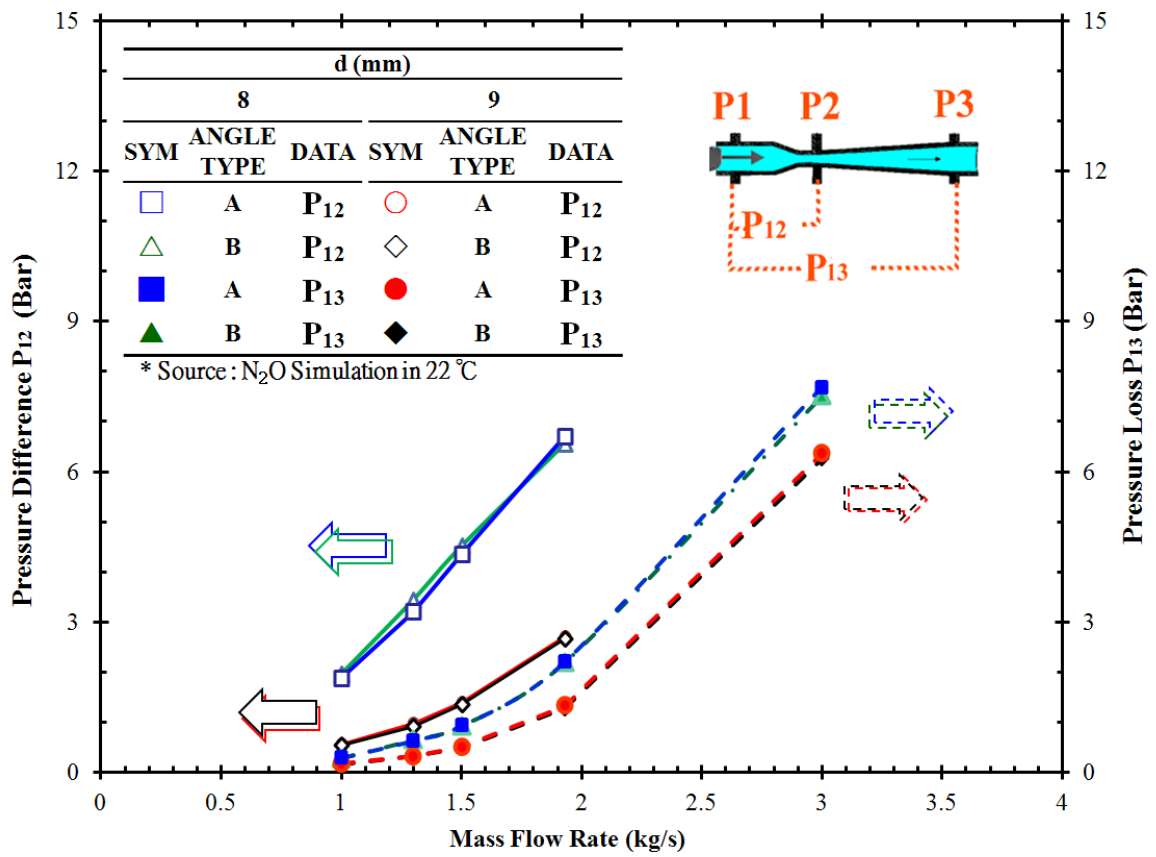 15
12
9
6
3
0
Pressure Difference P12 (Bar)
d (mm)
8 9
SYM ANGLE TYPE DATA SYM ANGLE TYPE DATA
A P12 A P12
B P12 B P12
A P13 A P13
B P13 B P13
* Source : N2O Simulation in 22 ℃
P1 P2 P3
P12
P13
15
12
9
6
3
0
Pressure Loss P13 (Bar)
0 0.5 1 1.5 2 2.5 3 3.5 4
Mass Flow Rate (kg/s)